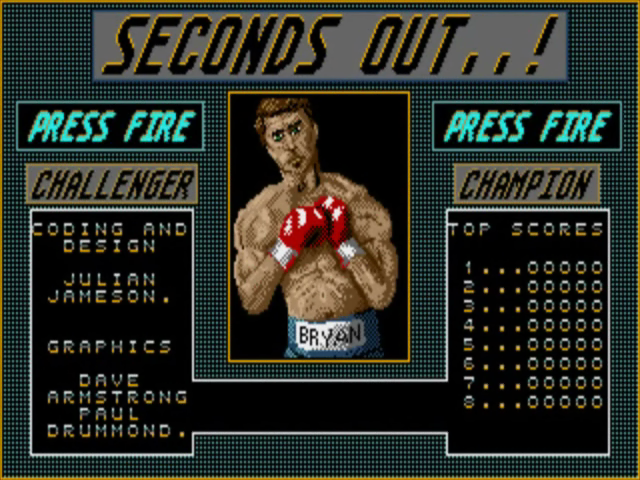 SECONDS OUT..!
PRESS FIRE
PRESS FIRE
CHALLENGER
CHAMPION
CODING AND
DESIGN
JULIAN
JAMESON.
GRAPHICS
DAVE
ARMSTRONG
PAUL
DRUMMOND.
BRYAN
TOP SCORES
1...00000
2...00000
3...00000
4...00000
5...00000
6...00000
7...00000
8...00000